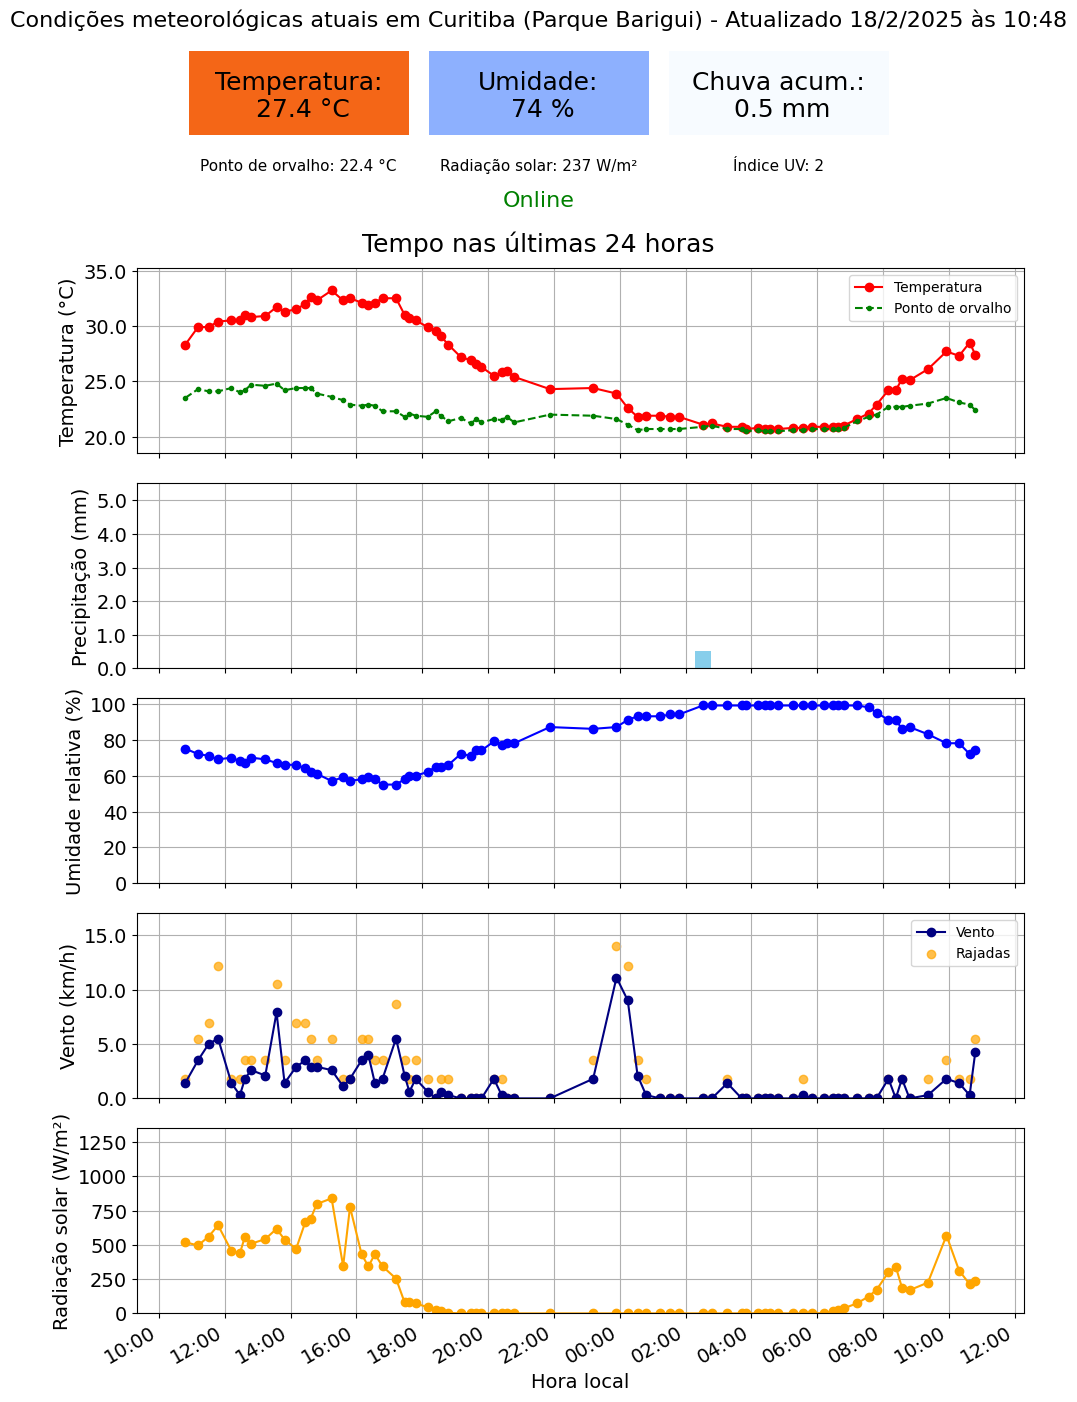 Condições meteorológicas atuais em Curitiba (Parque Barigui) - Atualizado 18/2/2025 às 10:48
Temperatura:
27.4 °C
Umidade:
74 %
Chuva acum.:
0.5 mm
Ponto de orvalho: 22.4 °C
Radiação solar: 237 W/m²
Índice UV: 2
Online
Tempo nas últimas 24 horas
Temperatura (°C)
35.0
30.0
25.0
20.0
Temperatura
Ponto de orvalho
Precipitação (mm)
5.0
4.0
3.0
2.0
1.0
0.0
Umidade relativa (%)
100
80
60
40
20
0
Vento (km/h)
15.0
10.0
5.0
0.0
Vento
Rajadas
Radiação solar (W/m²)
1250
1000
750
500
250
0
10:00
12:00
14:00
16:00
18:00
20:00
22:00
00:00
02:00
04:00
06:00
08:00
10:00
12:00
Hora local